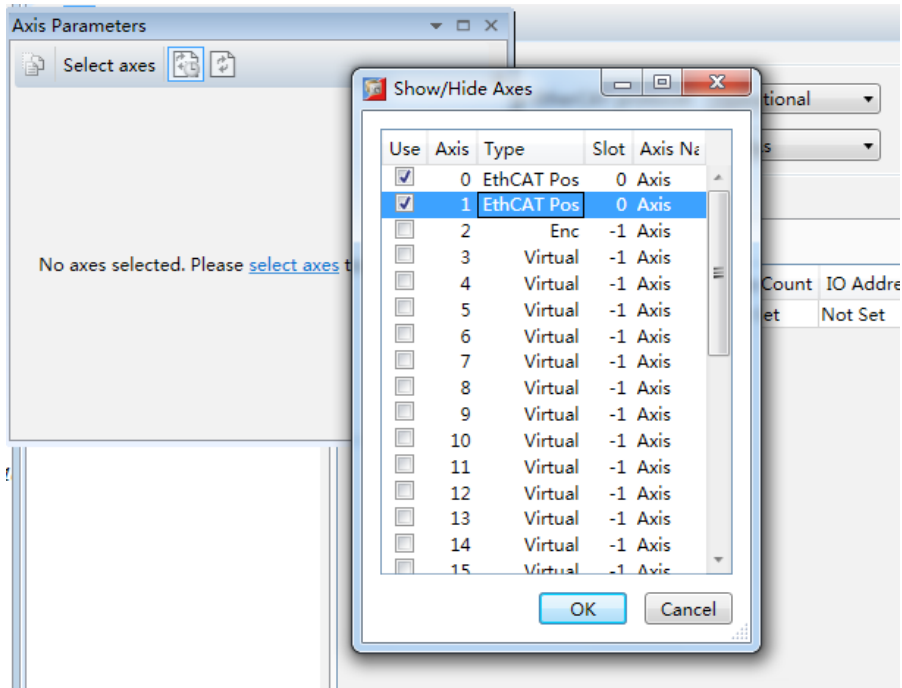 Axis Parameters
Select axes
No axes selected. Please select axes t
Show/Hide Axes
Use Axis Type Slot Axis Na
0 EthCAT Pos 0 Axis
1 EthCAT Pos 0 Axis
2 Enc -1 Axis
3 Virtual -1 Axis
4 Virtual -1 Axis
5 Virtual -1 Axis
6 Virtual -1 Axis
7 Virtual -1 Axis
8 Virtual -1 Axis
9 Virtual -1 Axis
10 Virtual -1 Axis
11 Virtual -1 Axis
12 Virtual -1 Axis
13 Virtual -1 Axis
14 Virtual -1 Axis
15 Virtual -1 Axis
OK Cancel
tional
s
Count IO Addre
et Not Set